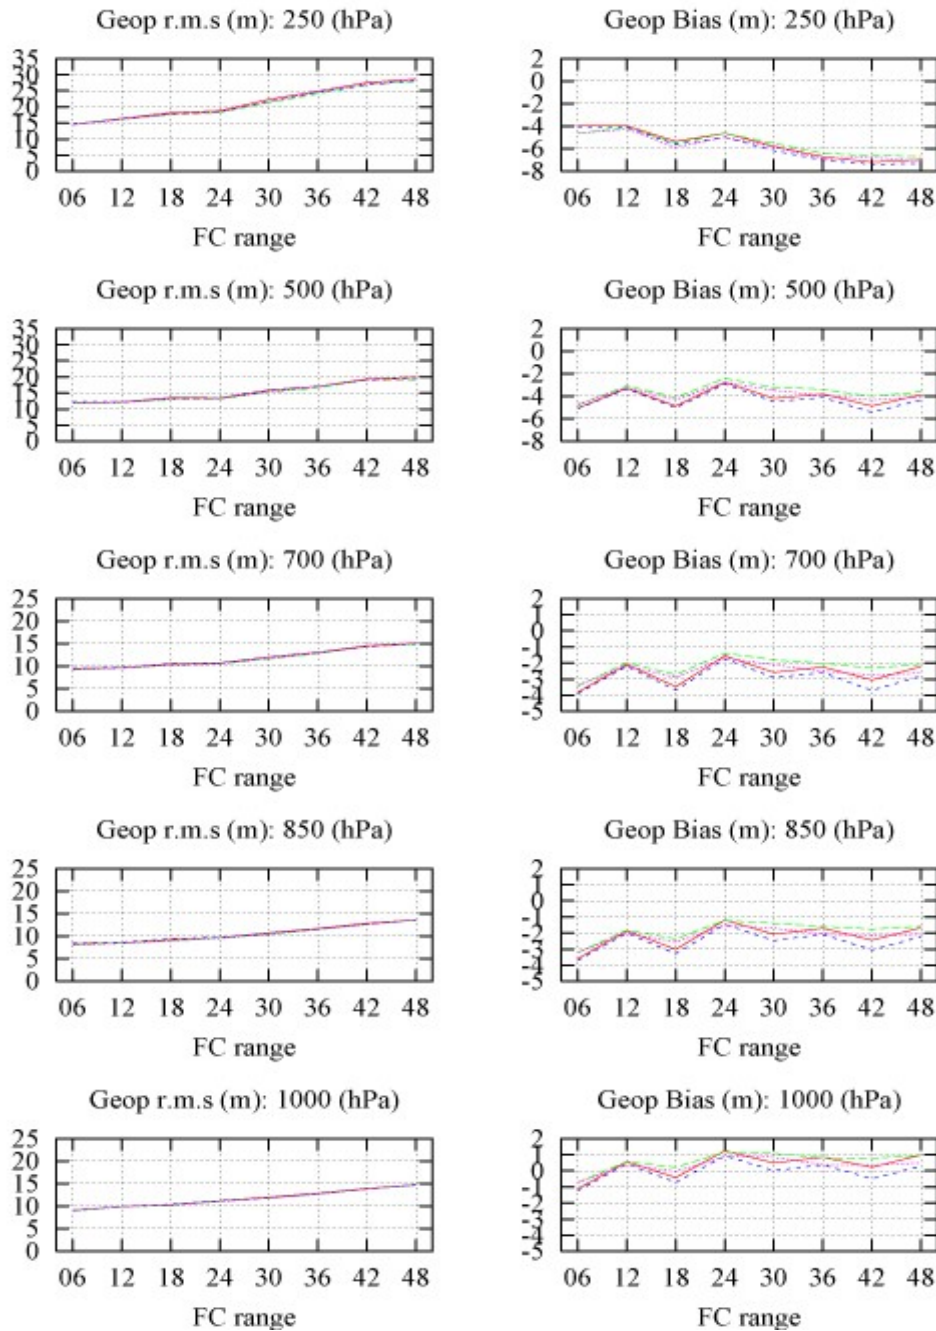 Geop r.m.s (m): 250 (hPa)
35
30
25
20
15
10
5
0
06 12 18 24 30 36 42 48
FC range
Geop Bias (m): 250 (hPa)
2
0
-2
-4
-6
-8
06 12 18 24 30 36 42 48
FC range
Geop r.m.s (m): 500 (hPa)
35
30
25
20
15
10
5
0
06 12 18 24 30 36 42 48
FC range
Geop Bias (m): 500 (hPa)
2
0
-2
-4
-6
-8
06 12 18 24 30 36 42 48
FC range
Geop r.m.s (m): 700 (hPa)
25
20
15
10
5
0
06 12 18 24 30 36 42 48
FC range
Geop Bias (m): 700 (hPa)
2
1
0
-1
-2
-3
-4
-5
06 12 18 24 30 36 42 48
FC range
Geop r.m.s (m): 850 (hPa)
25
20
15
10
5
0
06 12 18 24 30 36 42 48
FC range
Geop Bias (m): 850 (hPa)
2
1
0
-1
-2
-3
-4
-5
06 12 18 24 30 36 42 48
FC range
Geop r.m.s (m): 1000 (hPa)
25
20
15
10
5
0
06 12 18 24 30 36 42 48
FC range
Geop Bias (m): 1000 (hPa)
2
1
0
-1
-2
-3
-4
-5
06 12 18 24 30 36 42 48
FC range